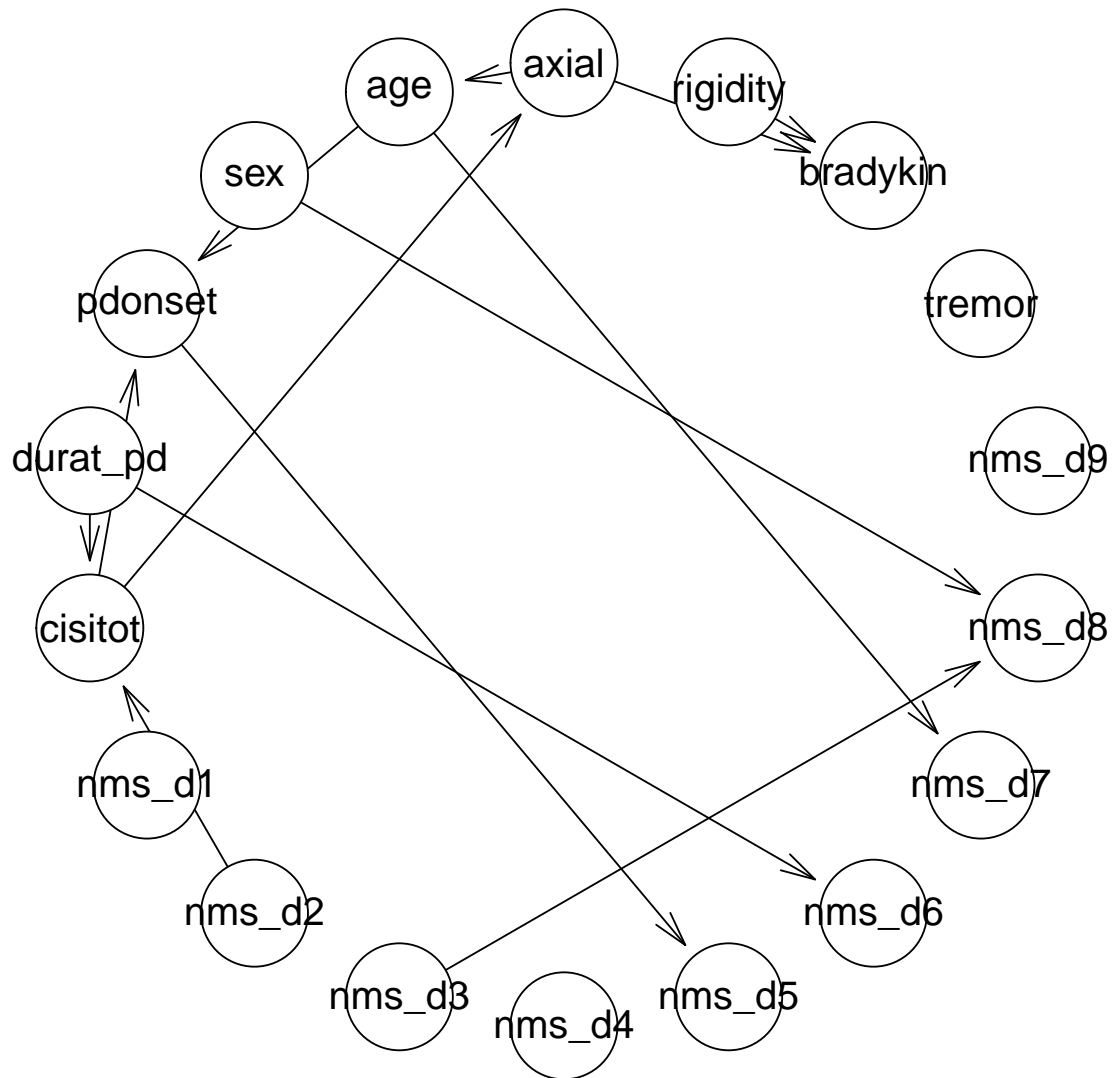 axial
age
rigidity
sex
bradykin
pdonset
tremor
durat_pd
nms_d9
cisitot
nms_d8
nms_d1
nms_d7
nms_d2
nms_d6
nms_d3
nms_d5
nms_d4